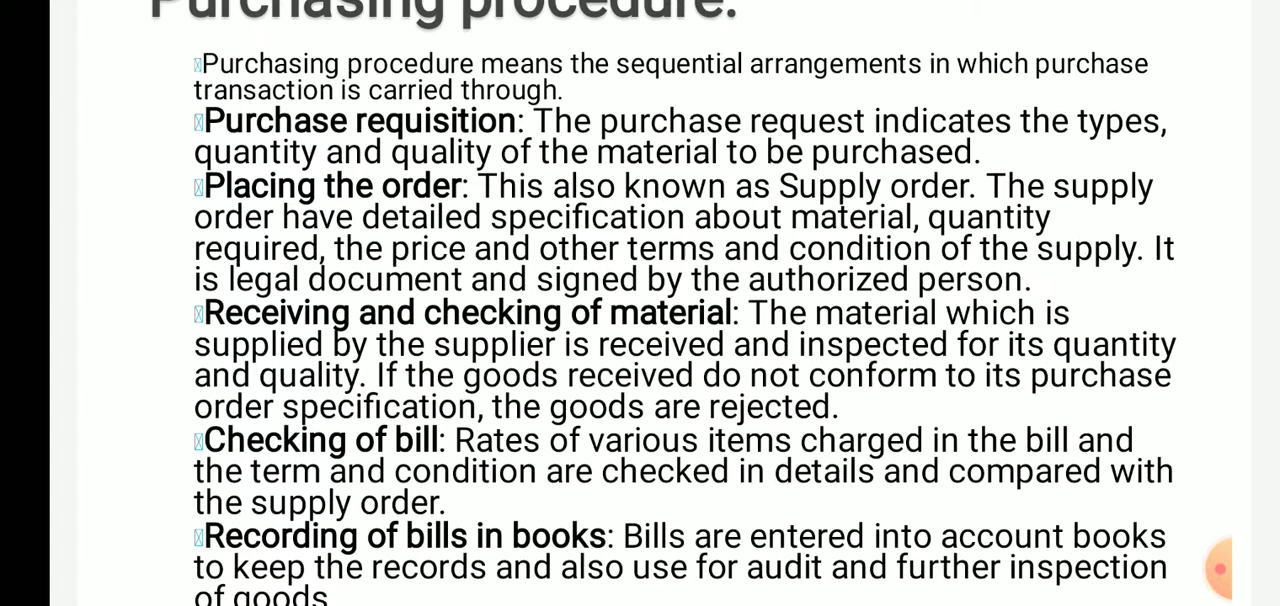 Purchasing procedure:
Purchasing procedure means the sequential arrangements in which purchase
transaction is carried through.
Purchase requisition: The purchase request indicates the types,
quantity and quality of the material to be purchased.
Placing the order: This also known as Supply order. The supply
order have detailed specification about material, quantity
required, the price and other terms and condition of the supply. It
is legal document and signed by the authorized person.
Receiving and checking of material: The material which is
supplied by the supplier is received and inspected for its quantity
and quality. If the goods received do not conform to its purchase
order specification, the goods are rejected.
Checking of bill: Rates of various items charged in the bill and
the term and condition are checked in details and compared with
the supply order.
Recording of bills in books: Bills are entered into account books
to keep the records and also use for audit and further inspection
of goods